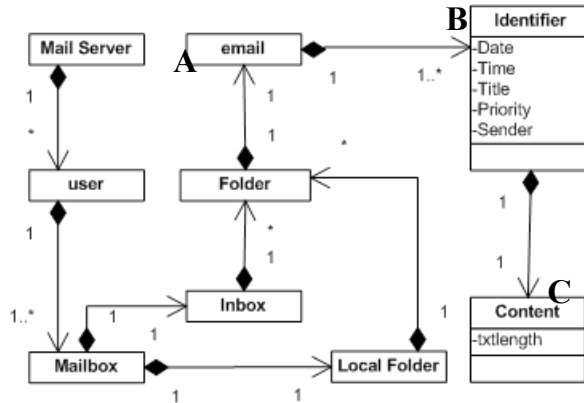 B
Identifier
Mail Server
email
A
-Date
-Time
-Title
-Priority
-Sender
1
1
1..*
*
1
1
*
user
Folder
1
1
1
*
1
1..*
Inbox
1
1
1
C
Content
-txtlength
Mailbox
Local Folder
1
1